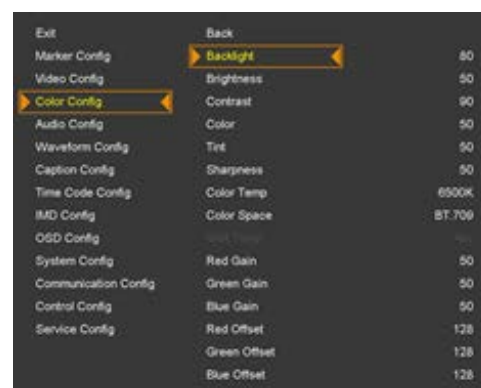 Exit
Marker Config
Video Config
Color Config
Audio Config
Waveform Config
Caption Config
Time Code Config
IMD Config
OSD Config
System Config
Communication Config
Control Config
Service Config
Back
Backlight 80
Brightness 50
Contrast 90
Color 50
Tint 50
Sharpness 50
Color Temp 6500K
Color Space BT.709
Red Gain 50
Green Gain 50
Blue Gain 50
Red Offset 128
Green Offset 128
Blue Offset 128